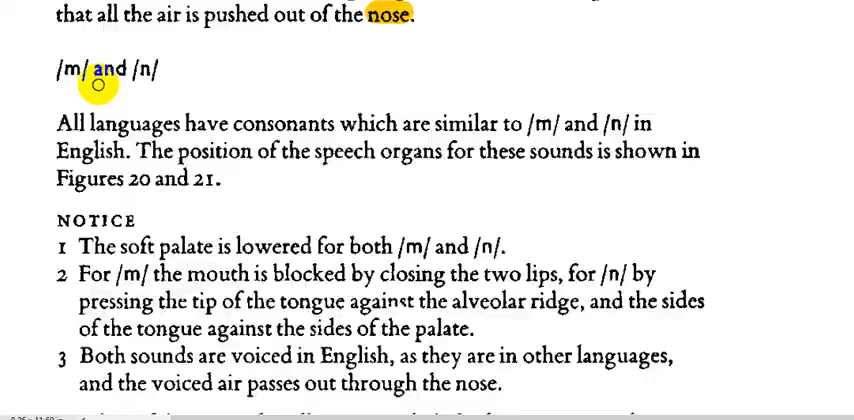 that all the air is pushed out of the nose.
/m/ and /n/
All languages have consonants which are similar to /m/ and /n/ in
English. The position of the speech organs for these sounds is shown in
Figures 20 and 21.
NOTICE
1 The soft palate is lowered for both /m/ and /n/.
2 For /m/ the mouth is blocked by closing the two lips, for /n/ by
pressing the tip of the tongue against the alveolar ridge, and the sides
of the tongue against the sides of the palate.
3 Both sounds are voiced in English, as they are in other languages,
and the voiced air passes out through the nose.